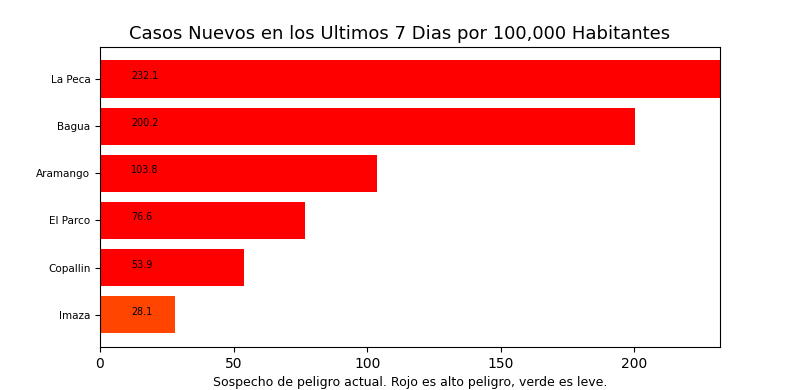 Casos Nuevos en los Ultimos 7 Dias por 100,000 Habitantes
La Peca 232.1
Bagua 200.2
Aramango 103.8
El Parco 76.6
Copallin 53.9
Imaza 28.1
0 50 100 150 200
Sospecho de peligro actual. Rojo es alto peligro, verde es leve.